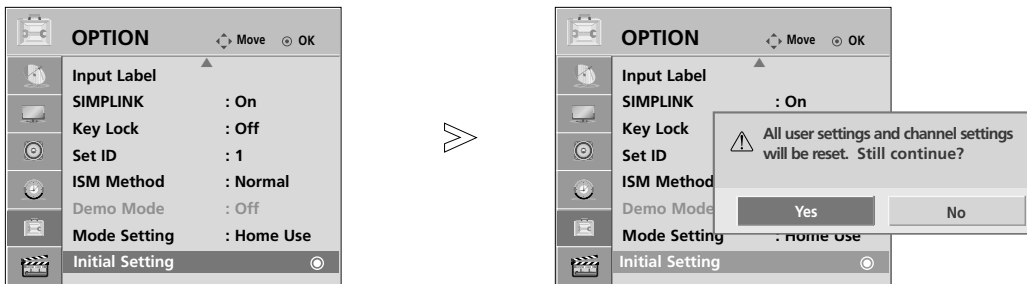 OPTION Move OK
Input Label
SIMPLINK : On
Key Lock : Off
Set ID : 1
ISM Method : Normal
Demo Mode : Off
Mode Setting : Home Use
Initial Setting
OPTION Move OK
Input Label
SIMPLINK : On
Key Lock
Set ID
ISM Method
Demo Mode
Mode Setting : Home Use
Initial Setting
All user settings and channel settings
will be reset. Still continue?
Yes No